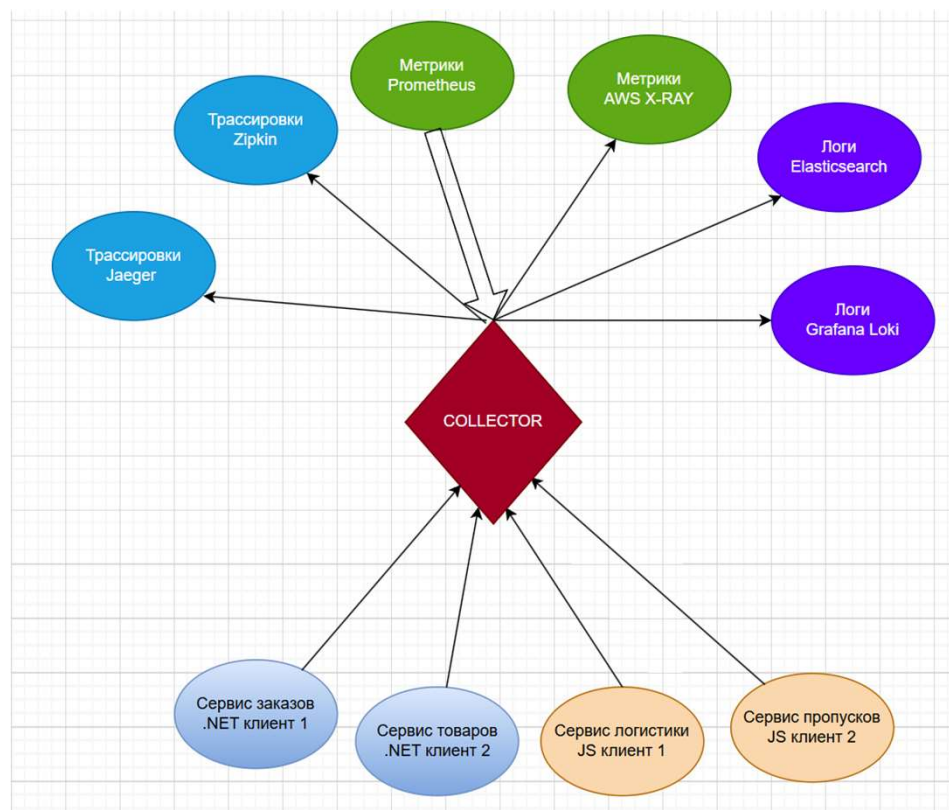 Метрики
Prometheus
Метрики
AWS X-RAY
Трассировки
Zipkin
Логи
Elasticsearch
Трассировки
Jaeger
Логи
Grafana Loki
COLLECTOR
Сервис заказов
.NET клиент 1
Сервис товаров
.NET клиент 2
Сервис логистики
JS клиент 1
Сервис пропусков
JS клиент 2